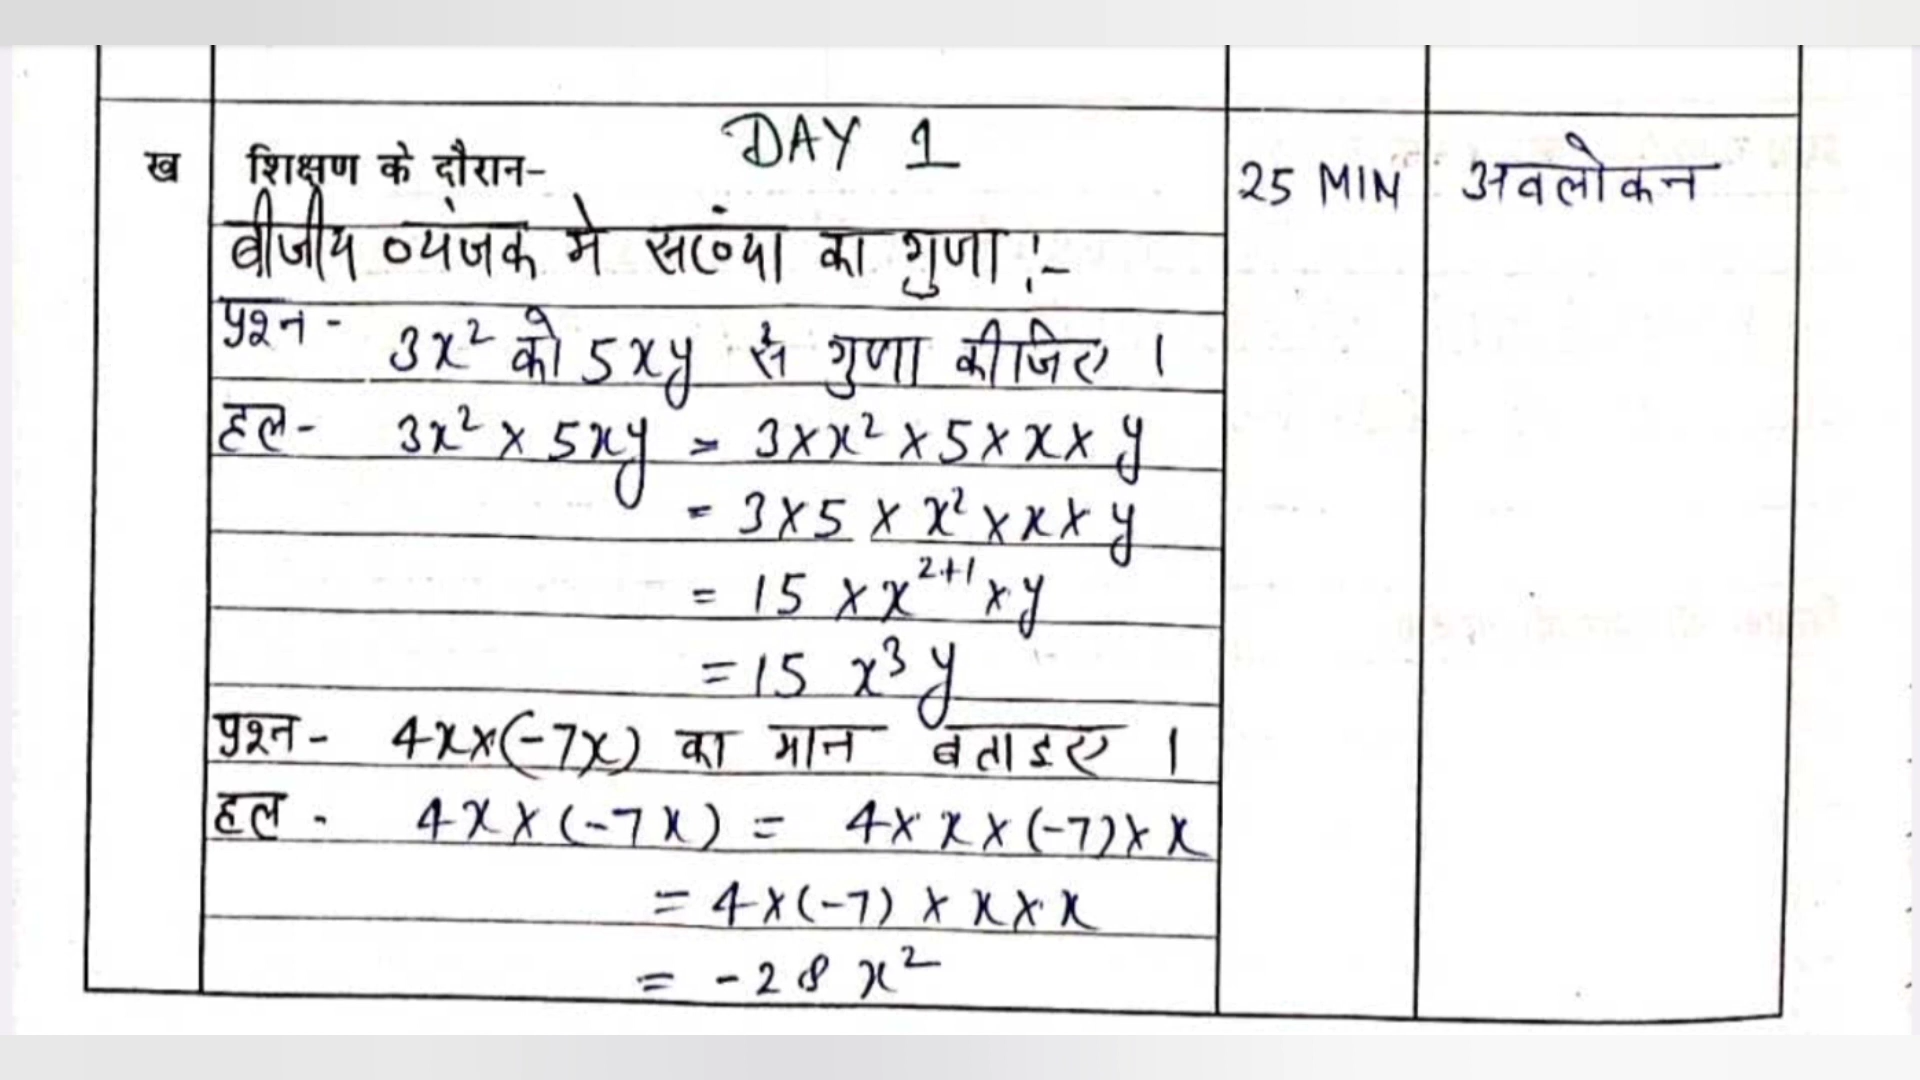 DAY 1
ख शिक्षण के दौरान- 25 MIN अवलोकन
बीजीय व्यंजक मे संख्या का गुणा :-
प्रश्न - 3x² को 5xy से गुणा कीजिए ।
हल - 3x² × 5xy = 3×x² ×5×x× y
= 3×5 × x² ×x× y
= 15 × x²⁺¹ × y
= 15 x³ y
प्रश्न - 4x×(-7x) का मान बताइए ।
हल - 4x × (-7x) = 4× x × (-7)× x
= 4×(-7) × x × x
= -28 x²